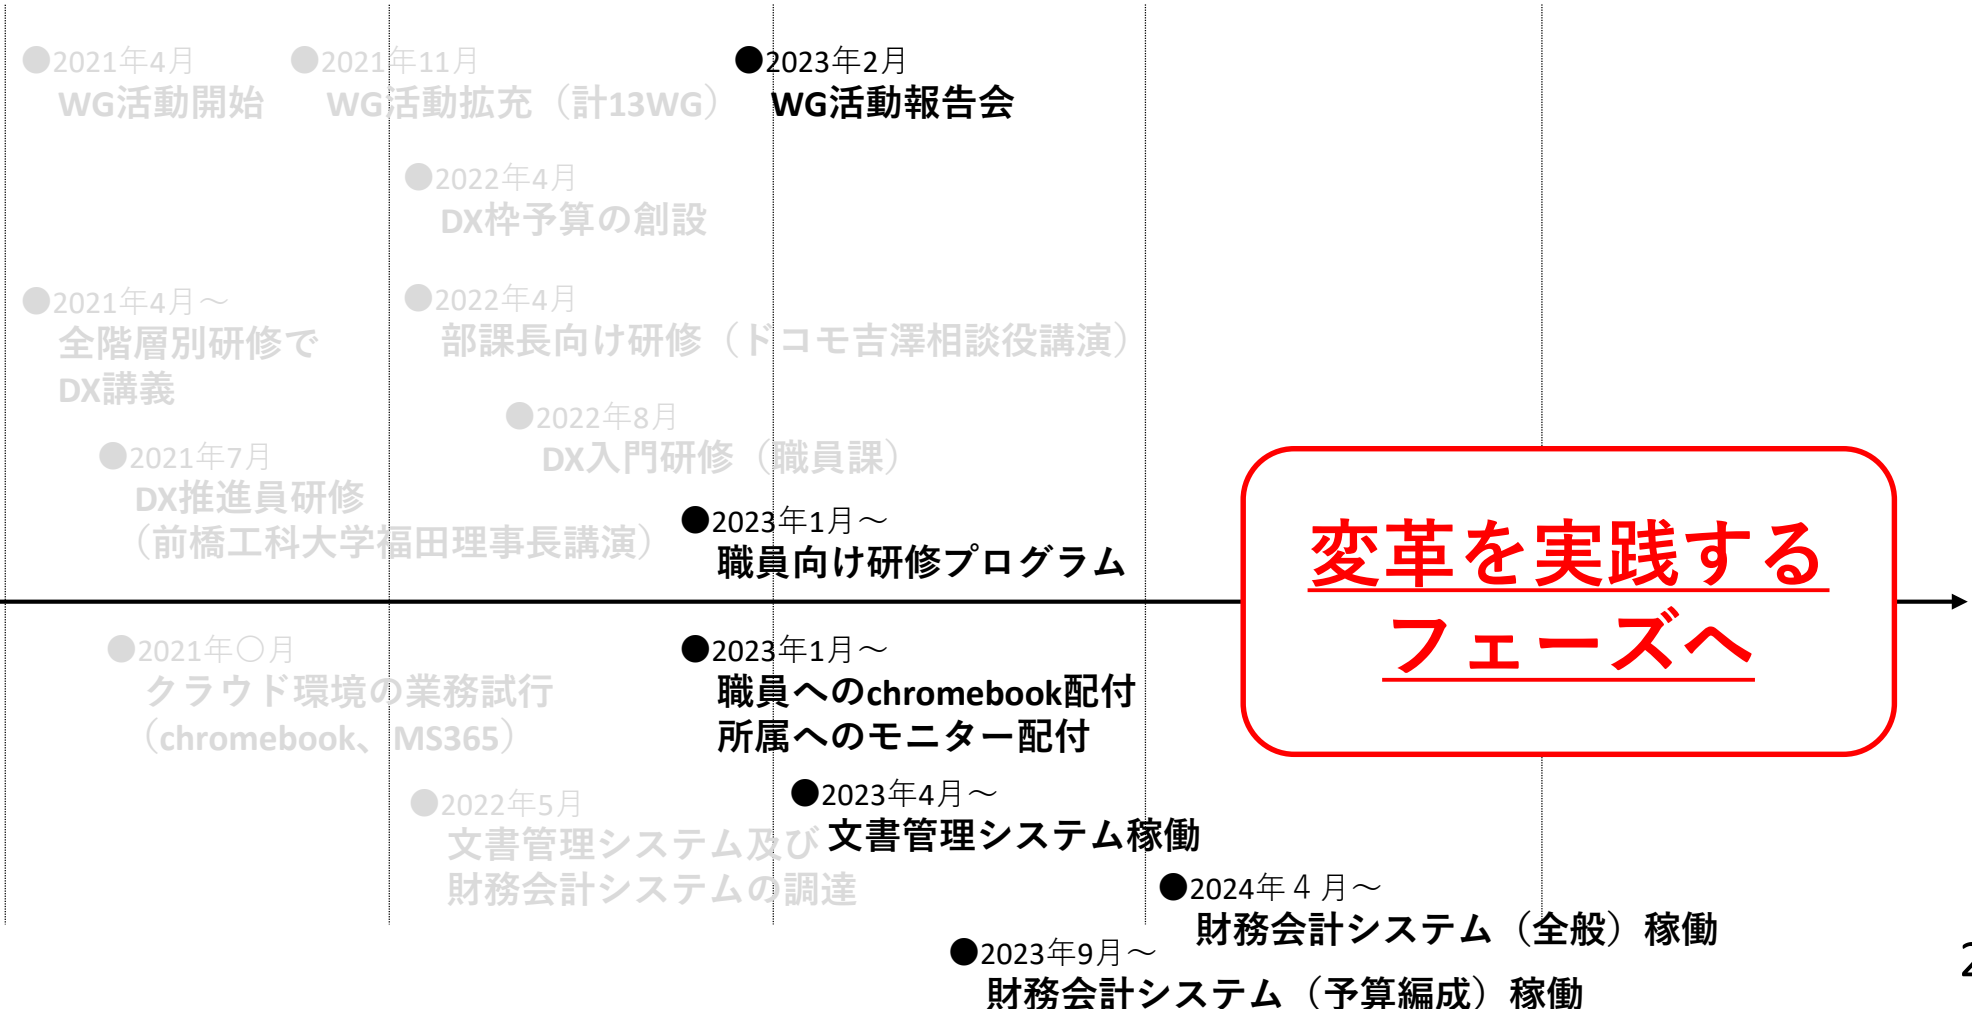 ●2021年4月
WG活動開始
●2021年11月
WG活動拡充（計13WG）
●2023年2月
WG活動報告会
●2022年4月
DX枠予算の創設
●2021年4月～
全階層別研修で
DX講義
●2022年4月
部課長向け研修（ドコモ吉澤相談役講演）
●2022年8月
DX入門研修（職員課）
●2021年7月
DX推進員研修
（前橋工科大学福田理事長講演）
●2023年1月～
職員向け研修プログラム
変革を実践する
フェーズへ
●2021年〇月
クラウド環境の業務試行
（chromebook、MS365）
●2023年1月～
職員へのchromebook配付
所属へのモニター配付
●2022年5月
文書管理システム及び
財務会計システムの調達
●2023年4月～
文書管理システム稼働
●2024年４月～
財務会計システム（全般）稼働
●2023年9月～
財務会計システム（予算編成）稼働